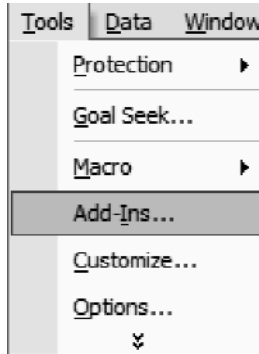 Tools Data Window
Protection
Goal Seek...
Macro
Add-Ins...
Customize...
Options...